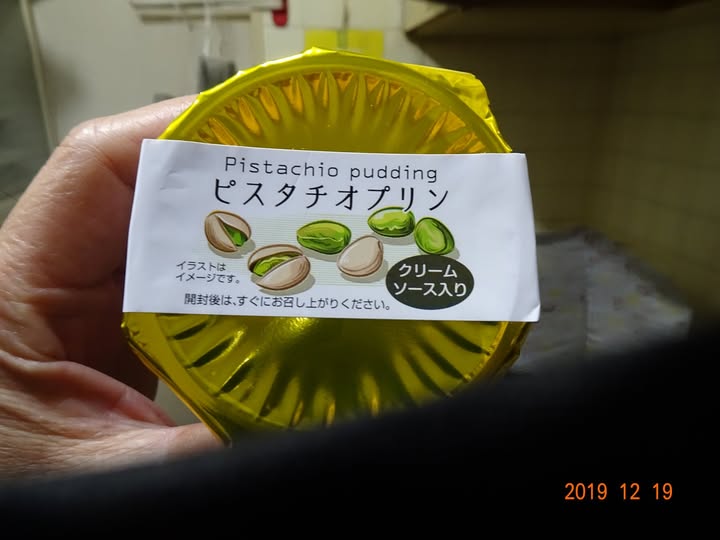 Pistachio pudding
ピスタチオプリン
イラストは
イメージです。
クリーム
ソース入り
開封後は、すぐにお召し上がりください。
2019 12 19